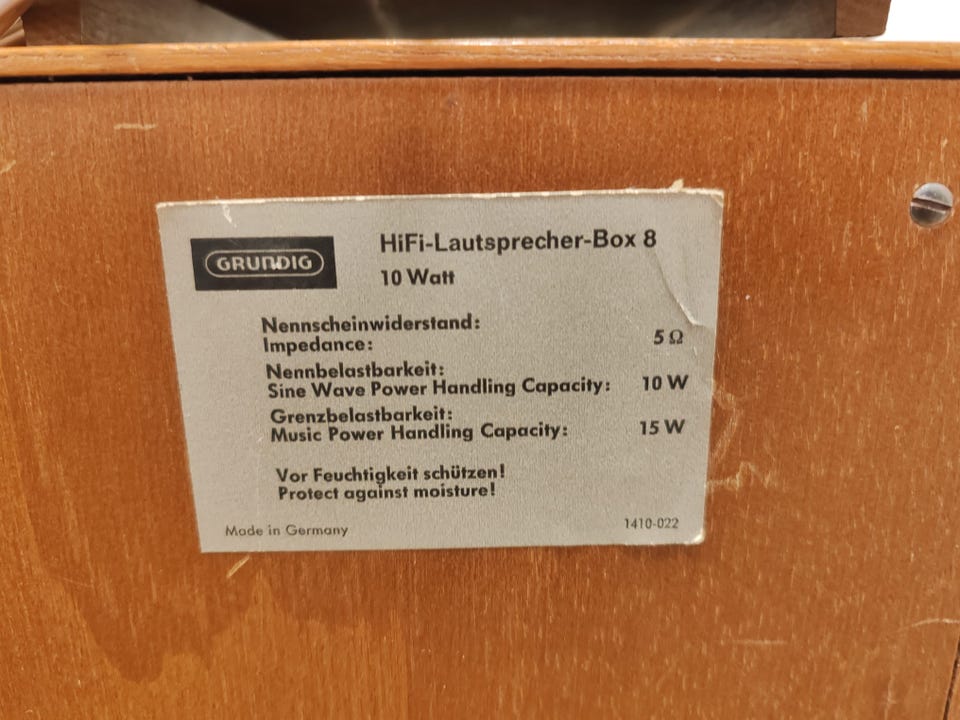 GRUNDIG
HiFi-Lautsprecher-Box 8
10 Watt
Nennscheinwiderstand:
Impedance: 5 Ω
Nennbelastbarkeit:
Sine Wave Power Handling Capacity: 10 W
Grenzbelastbarkeit:
Music Power Handling Capacity: 15 W
Vor Feuchtigkeit schützen!
Protect against moisture!
Made in Germany 1410-022